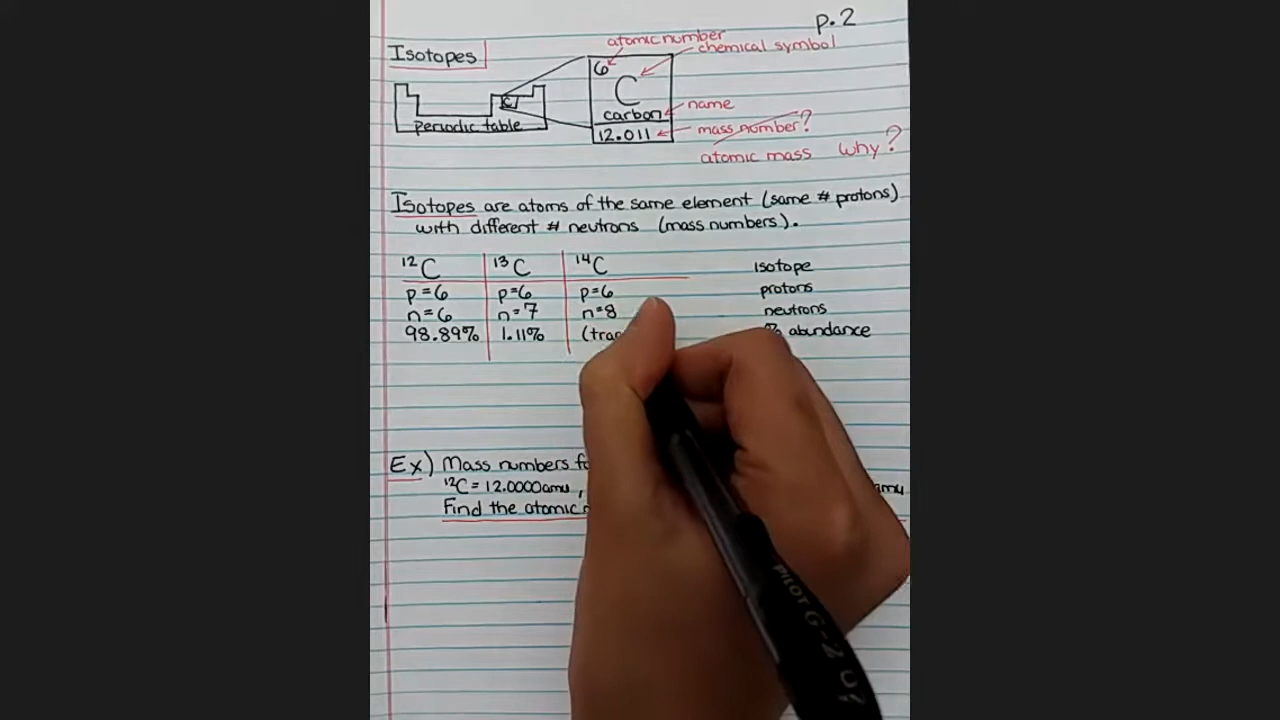 p.2
Isotopes
atomic number
chemical symbol
6
C
carbon
name
12.011
mass number?
atomic mass why?
C
periodic table
Isotopes are atoms of the same element (same # protons)
with different # neutrons (mass numbers).
¹²C ¹³C ¹⁴C isotope
p=6 p=6 p=6 protons
n=6 n=7 n=8 neutrons
98.89% 1.11% % abundance
Ex) Mass numbers
¹²C = 12.0000amu, amu
Find the atomic
PILOT G-2 07